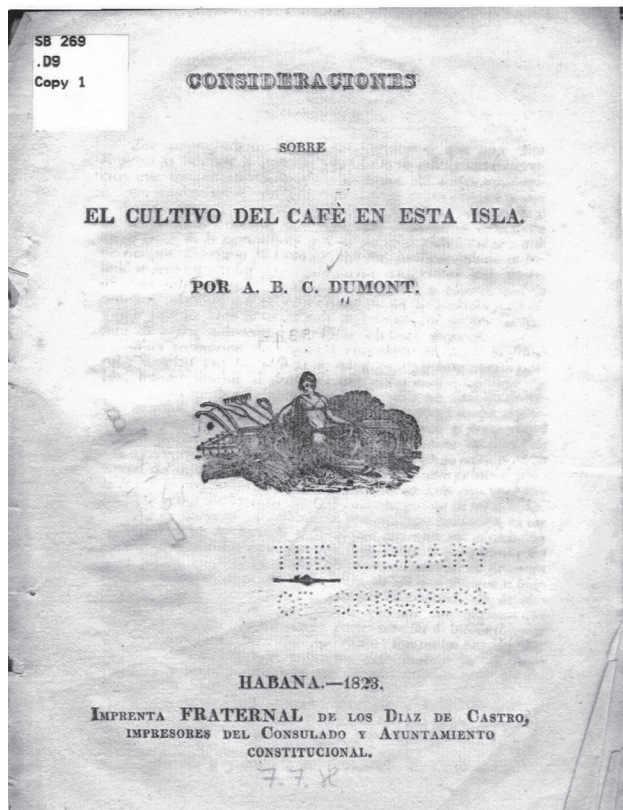 SB 269
.D9
Copy 1
CONSIDERACIONES
SOBRE
EL CULTIVO DEL CAFÈ EN ESTA ISLA.
POR A. B. C. DUMONT.
THE LIBRARY
OF CONGRESS
HABANA.—1823.
IMPRENTA FRATERNAL DE LOS DIAZ DE CASTRO,
IMPRESORES DEL CONSULADO Y AYUNTAMIENTO
CONSTITUCIONAL.